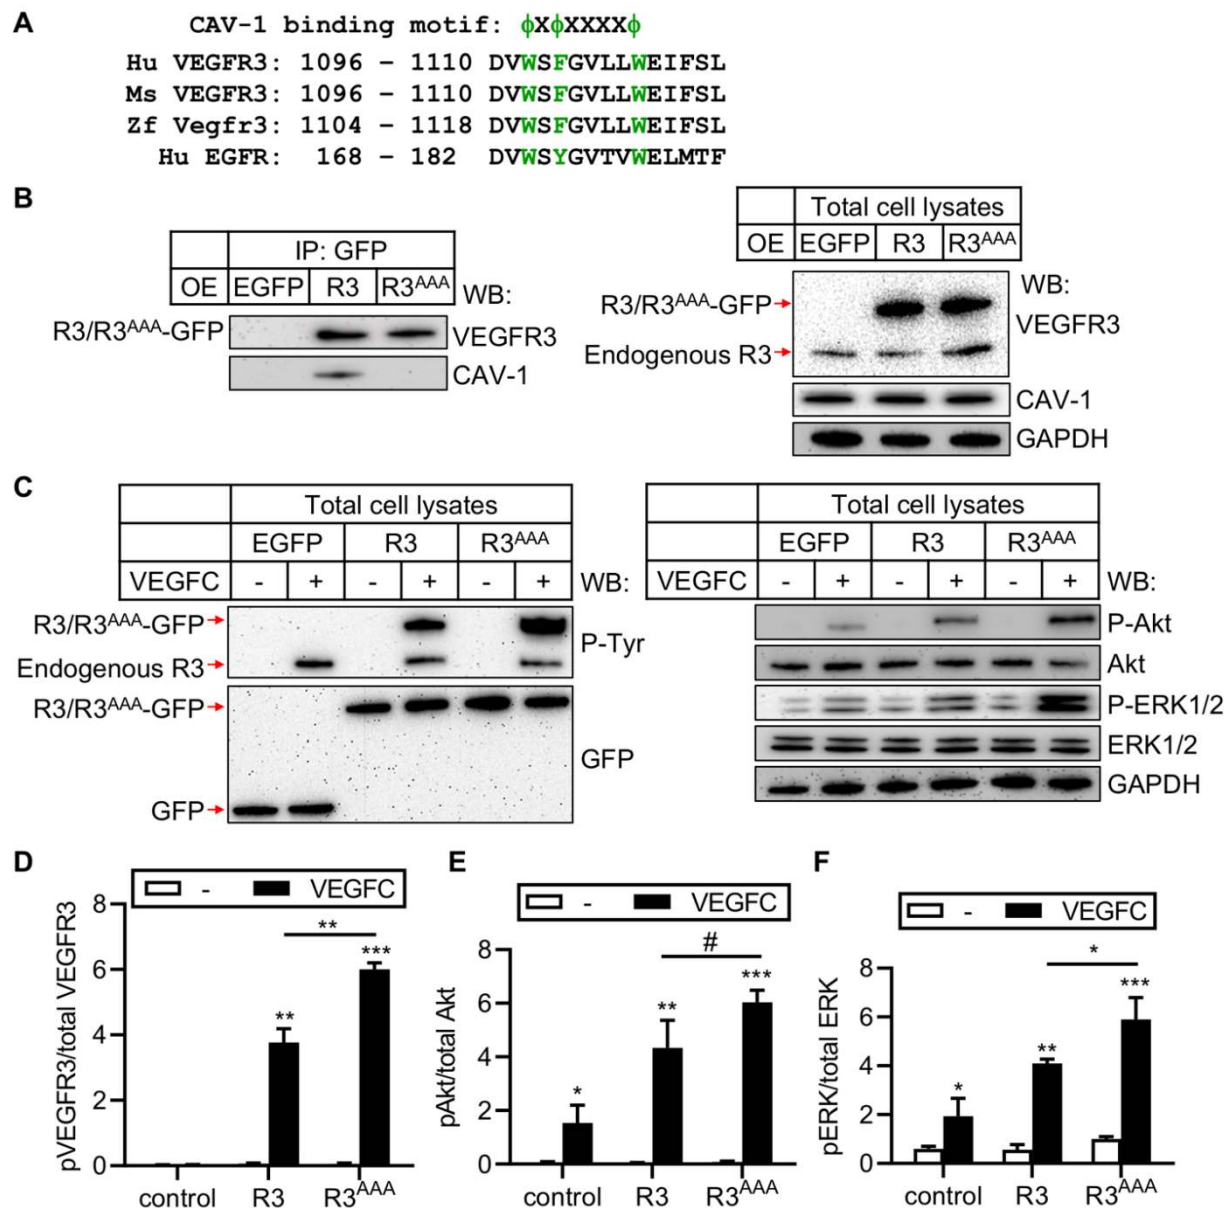 A
CAV-1 binding motif: ϕXϕXXXXϕ
Hu VEGFR3: 1096 – 1110 DVWSFGVLLWEIFSL
Ms VEGFR3: 1096 – 1110 DVWSFGVLLWEIFSL
Zf Vegfr3: 1104 – 1118 DVWSFGVLLWEIFSL
Hu EGFR: 168 – 182 DVWSYGVTVWELMTF
B
IP: GFP
OE EGFP R3 R3AAA WB:
R3/R3AAA-GFP VEGFR3
CAV-1
Total cell lysates
OE EGFP R3 R3AAA
WB:
R3/R3AAA-GFP VEGFR3
Endogenous R3
CAV-1
GAPDH
C
Total cell lysates
EGFP R3 R3AAA
VEGFC - + - + - + WB:
R3/R3AAA-GFP P-Tyr
Endogenous R3
R3/R3AAA-GFP
GFP
GFP
Total cell lysates
EGFP R3 R3AAA
VEGFC - + - + - + WB:
P-Akt
Akt
P-ERK1/2
ERK1/2
GAPDH
D
- VEGFC
pVEGFR3/total VEGFR3
8
6
4
2
0
**
**
***
control R3 R3AAA
E
- VEGFC
pAkt/total Akt
8
6
4
2
0
#
*
**
***
control R3 R3AAA
F
- VEGFC
pERK/total ERK
8
6
4
2
0
*
*
**
***
control R3 R3AAA